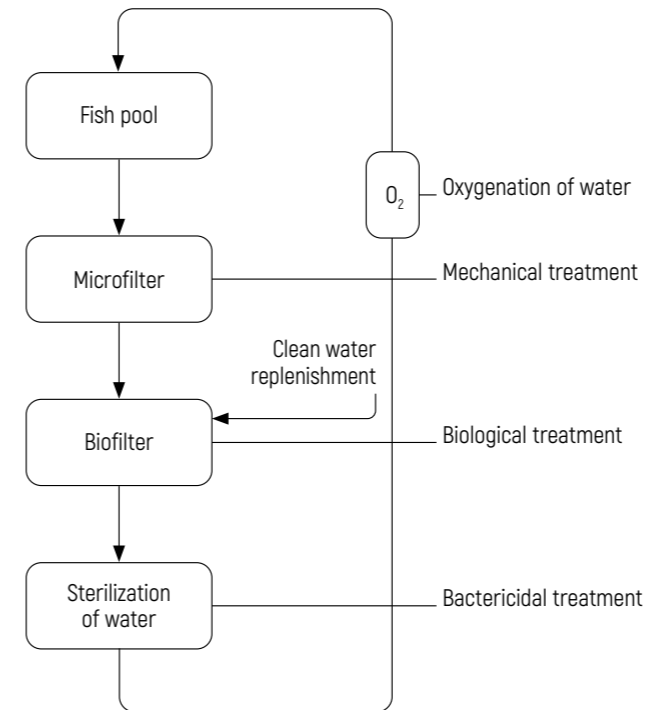 Fish pool
O₂
Oxygenation of water
Microfilter
Mechanical treatment
Clean water
replenishment
Biofilter
Biological treatment
Sterilization
of water
Bactericidal treatment